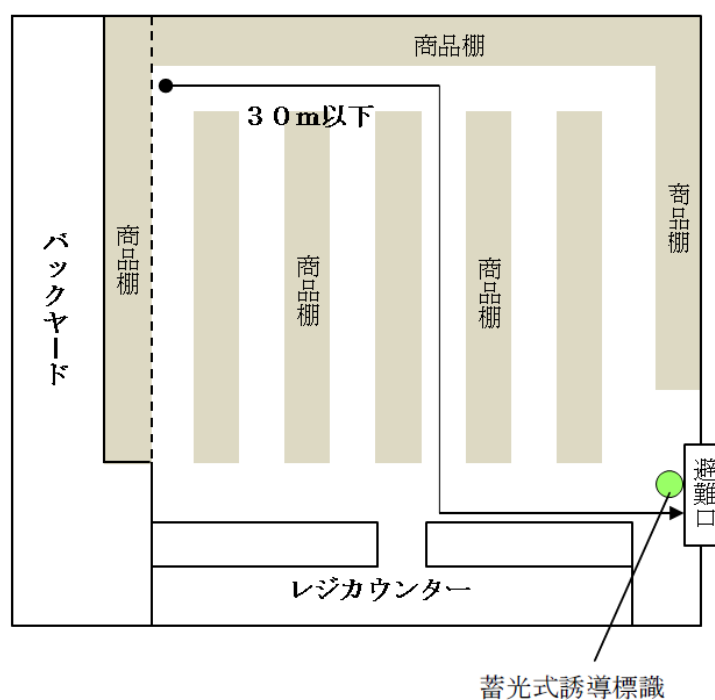 商品棚
３０ｍ以下
商品棚
商品棚
バックヤード
商品棚
商品棚
避難口
レジカウンター
蓄光式誘導標識